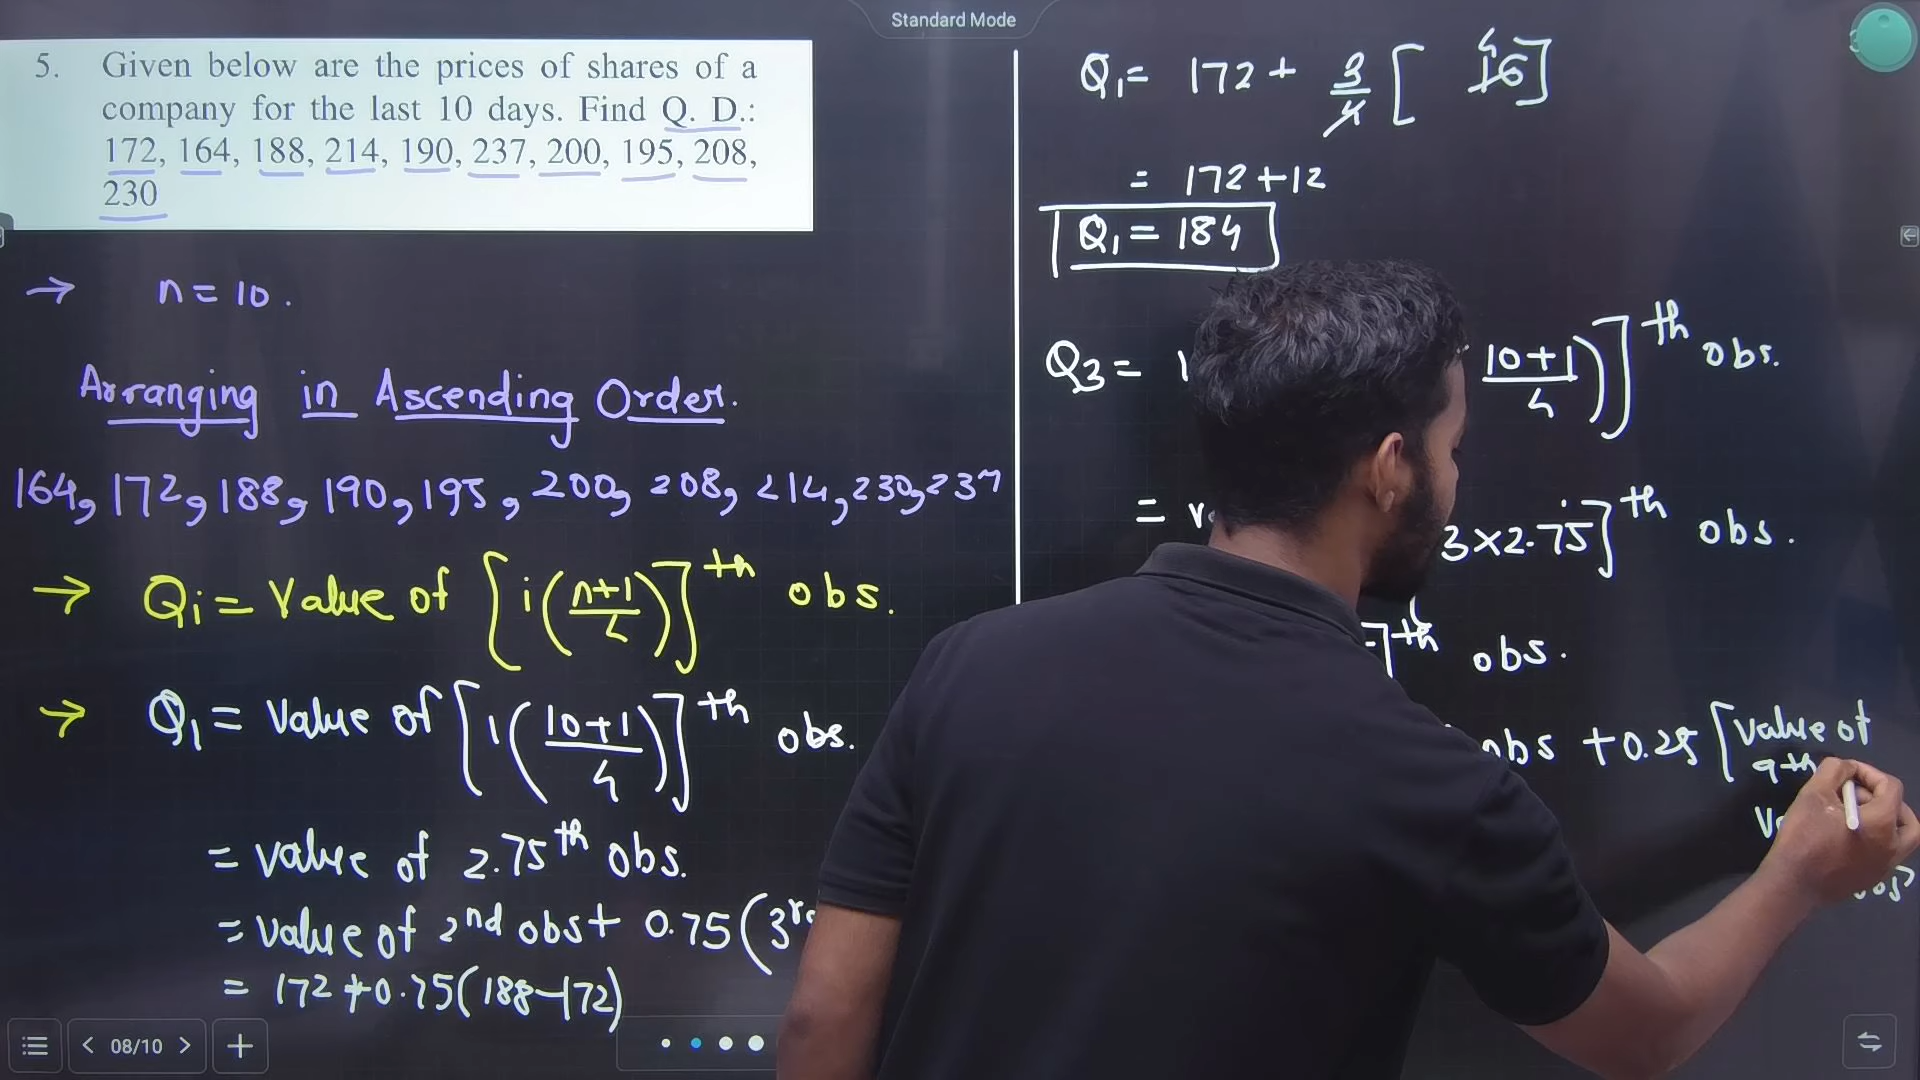 Standard Mode
5. Given below are the prices of shares of a
company for the last 10 days. Find Q. D.:
172, 164, 188, 214, 190, 237, 200, 195, 208,
230
→ n = 10.
Arranging in Ascending Order.
164, 172, 188, 190, 195, 200, 208, 214, 230, 237
→ Qi = Value of [i(n+1/4)]th obs.
→ Q1 = Value of [1(10+1/4)]th obs.
= value of 2.75th obs.
= value of 2nd obs + 0.75(3r
= 172 + 0.75(188-172)
08/10
Q1 = 172 + 3/4 [ 16]
4
= 172 + 12
Q1 = 184
Q3 = 10+1/4)]th obs.
= 3×2.75]th obs.
th obs.
obs + 0.25 [Value of
9th